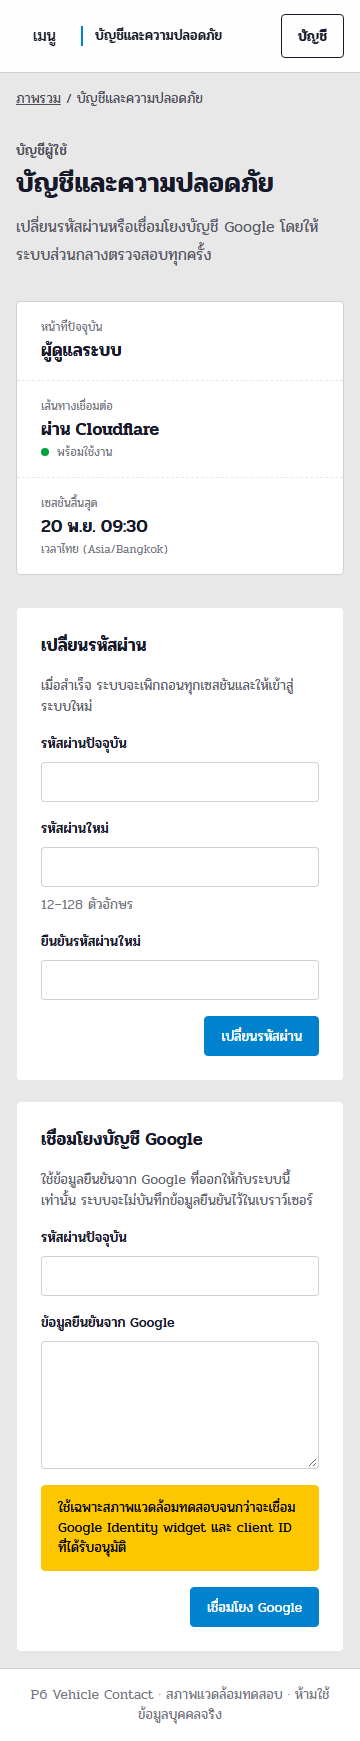 เมนู
บัญชีและความปลอดภัย
บัญชี
ภาพรวม / บัญชีและความปลอดภัย
บัญชีผู้ใช้
บัญชีและความปลอดภัย
เปลี่ยนรหัสผ่านหรือเชื่อมโยงบัญชี Google โดยให้
ระบบส่วนกลางตรวจสอบทุกครั้ง
หน้าที่ปัจจุบัน
ผู้ดูแลระบบ
เส้นทางเชื่อมต่อ
ผ่าน Cloudflare
พร้อมใช้งาน
เซสชันสิ้นสุด
20 พ.ย. 09:30
เวลาไทย (Asia/Bangkok)
เปลี่ยนรหัสผ่าน
เมื่อสำเร็จ ระบบจะเพิกถอนทุกเซสชันและให้เข้าสู่
ระบบใหม่
รหัสผ่านปัจจุบัน
รหัสผ่านใหม่
12–128 ตัวอักษร
ยืนยันรหัสผ่านใหม่
เปลี่ยนรหัสผ่าน
เชื่อมโยงบัญชี Google
ใช้ข้อมูลยืนยันจาก Google ที่ออกให้กับระบบนี้
เท่านั้น ระบบจะไม่บันทึกข้อมูลยืนยันไว้ในเบราว์เซอร์
รหัสผ่านปัจจุบัน
ข้อมูลยืนยันจาก Google
ใช้เฉพาะสภาพแวดล้อมทดสอบจนกว่าจะเชื่อม
Google Identity widget และ client ID
ที่ได้รับอนุมัติ
เชื่อมโยง Google
P6 Vehicle Contact · สภาพแวดล้อมทดสอบ · ห้ามใช้
ข้อมูลบุคคลจริง